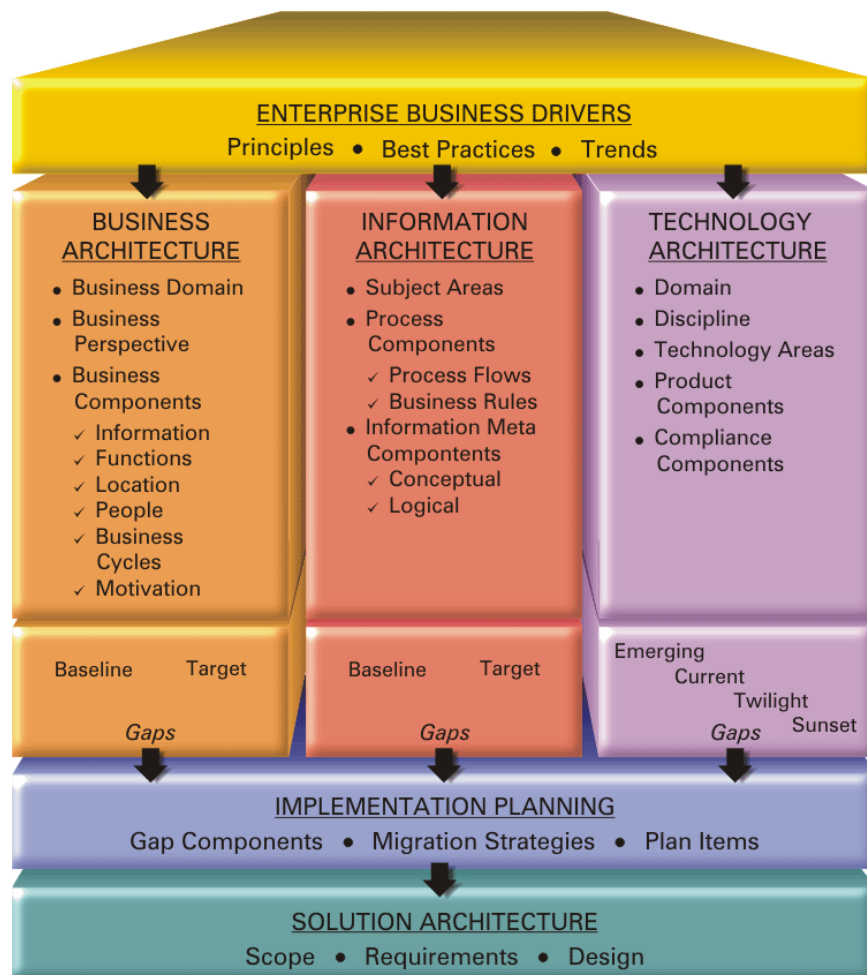 ENTERPRISE BUSINESS DRIVERS
Principles • Best Practices • Trends
BUSINESS
ARCHITECTURE
• Business Domain
• Business
Perspective
• Business
Components
✓ Information
✓ Functions
✓ Location
✓ People
✓ Business
Cycles
✓ Motivation
INFORMATION
ARCHITECTURE
• Subject Areas
• Process
Components
✓ Process Flows
✓ Business Rules
• Information Meta
Compontents
✓ Conceptual
✓ Logical
TECHNOLOGY
ARCHITECTURE
• Domain
• Discipline
• Technology Areas
• Product
Components
• Compliance
Components
Baseline Target
Gaps
Baseline Target
Gaps
Emerging
Current
Twilight
Sunset
Gaps
IMPLEMENTATION PLANNING
Gap Components • Migration Strategies • Plan Items
SOLUTION ARCHITECTURE
Scope • Requirements • Design